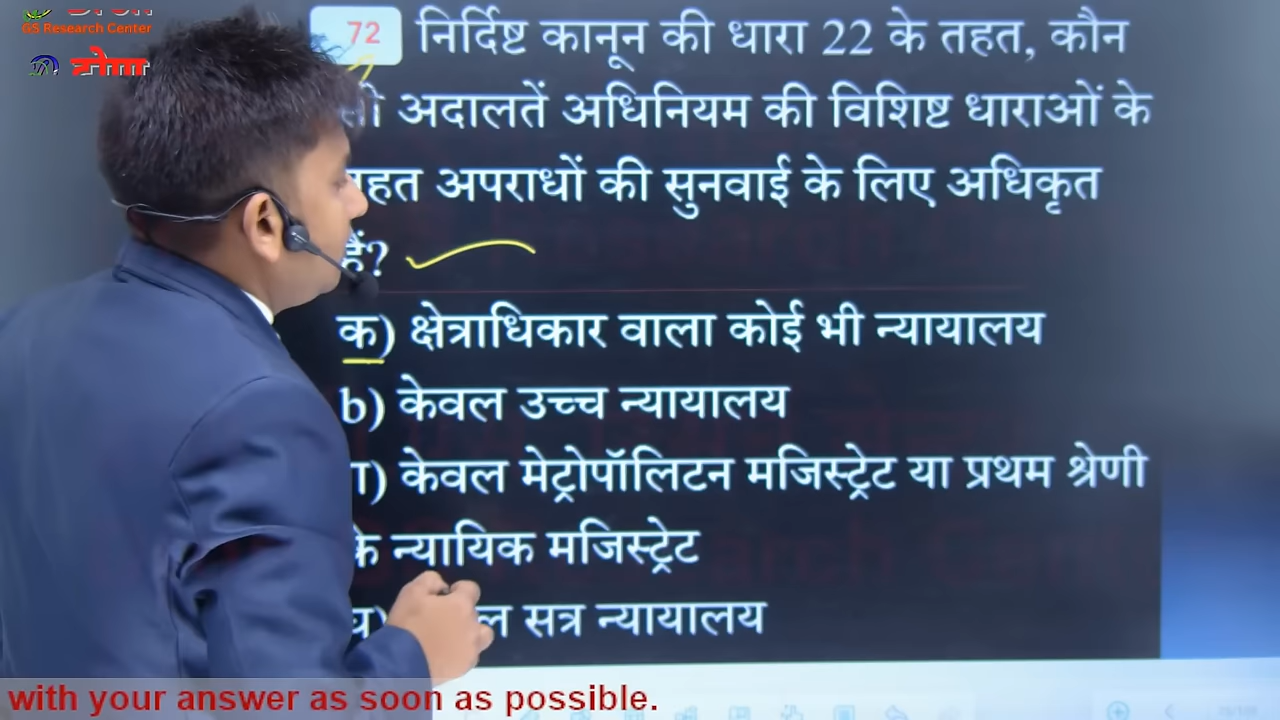 GS Research Center
72 निर्दिष्ट कानून की धारा 22 के तहत, कौन
अदालतें अधिनियम की विशिष्ट धाराओं के
अपराधों की सुनवाई के लिए अधिकृत
हैं?
क) क्षेत्राधिकार वाला कोई भी न्यायालय
b) केवल उच्च न्यायालय
केवल मेट्रोपॉलिटन मजिस्ट्रेट या प्रथम श्रेणी
न्यायिक मजिस्ट्रेट
सत्र न्यायालय
with your answer as soon as possible.